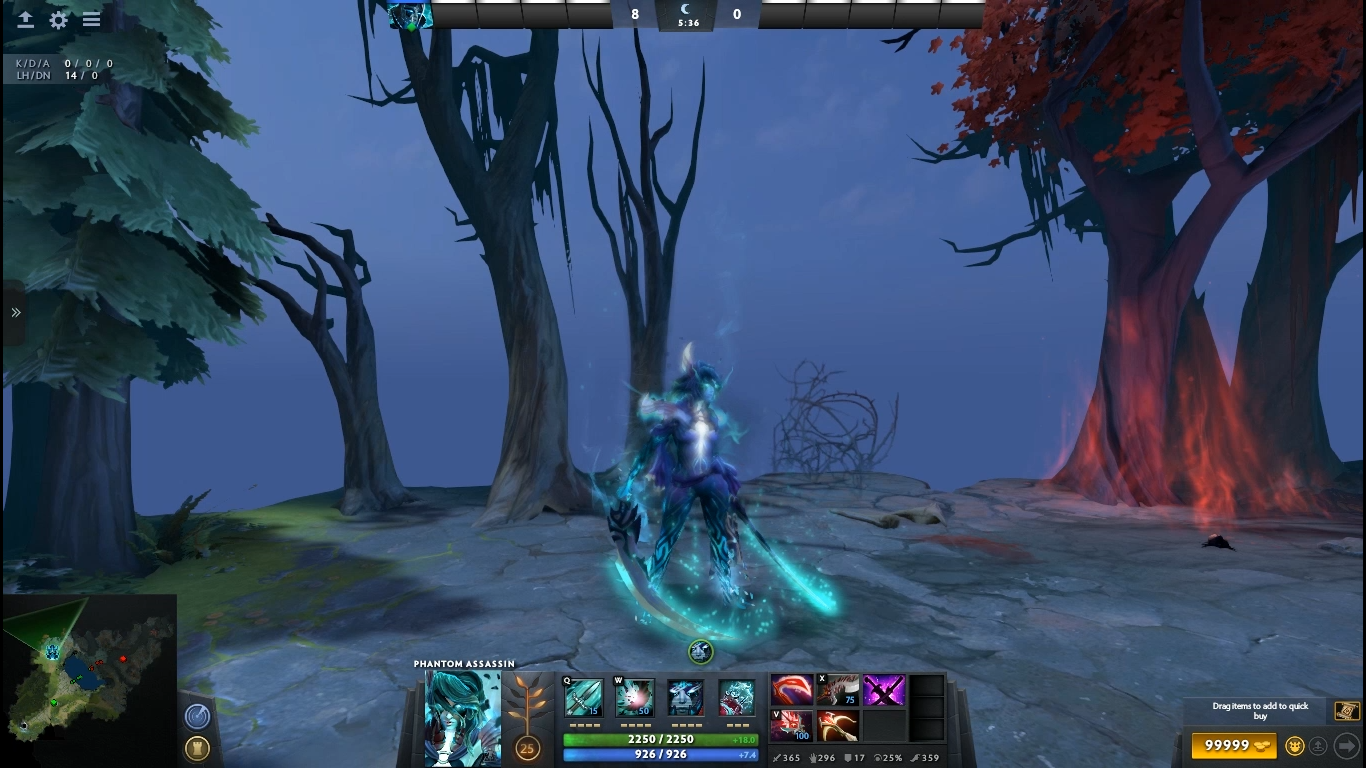 8 5:36 0
K/D/A 0 / 0 / 0
LH/DN 14 / 0
PHANTOM ASSASSIN
Q W X
15 50 75
V
100
25
2250 / 2250 +18.0
926 / 926 +7.4
365 296 17 25% 359
Drag items to add to quick
buy
99999